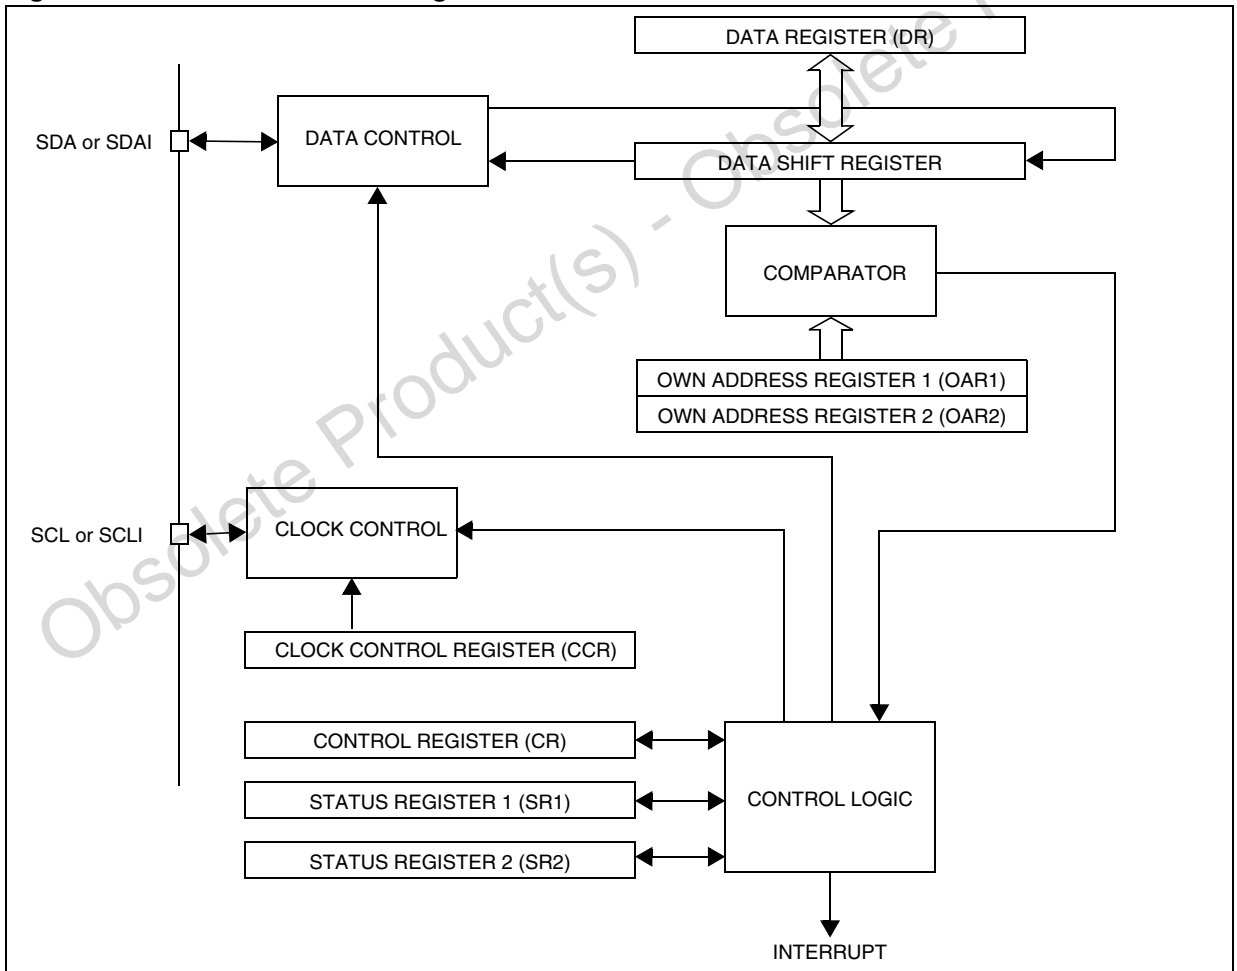 DATA REGISTER (DR)
SDA or SDAI
DATA CONTROL
DATA SHIFT REGISTER
COMPARATOR
OWN ADDRESS REGISTER 1 (OAR1)
OWN ADDRESS REGISTER 2 (OAR2)
SCL or SCLI
CLOCK CONTROL
CLOCK CONTROL REGISTER (CCR)
CONTROL REGISTER (CR)
STATUS REGISTER 1 (SR1)
CONTROL LOGIC
STATUS REGISTER 2 (SR2)
INTERRUPT
Obsolete Product(s) - Obsolete